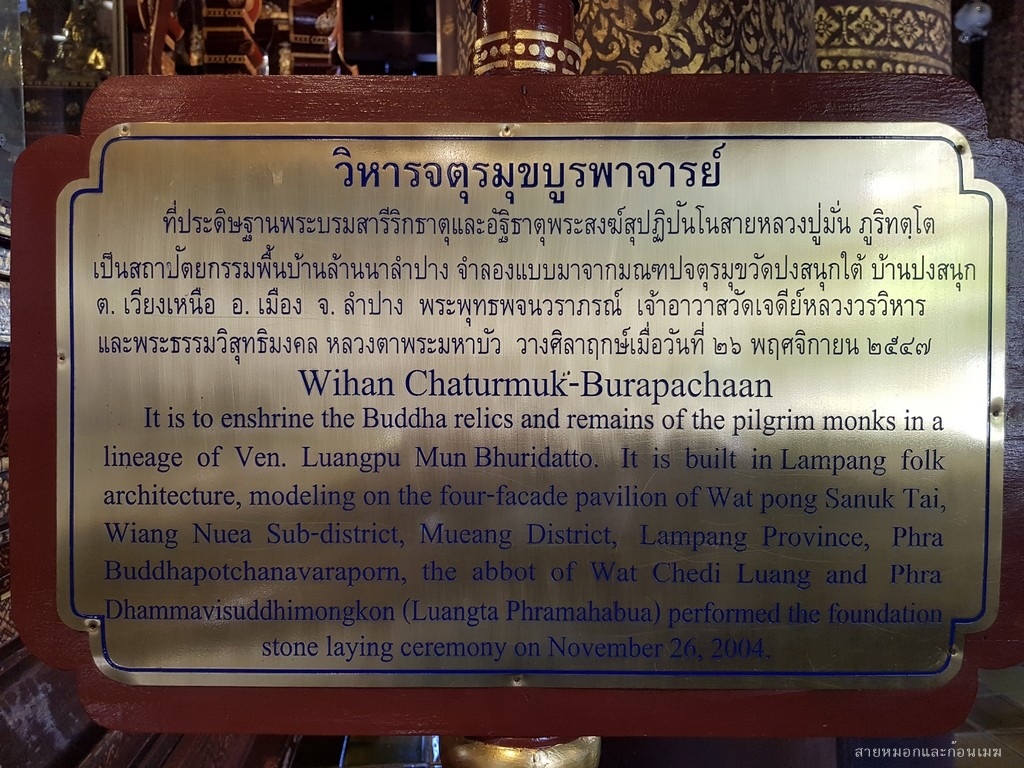 วิหารจตุรมุขบูรพาจารย์
ที่ประดิษฐานพระบรมสารีริกธาตุและอัฐิธาตุพระสงฆ์สุปฏิปันโนสายหลวงปู่มั่น ภูริทตฺโต
เป็นสถาปัตยกรรมพื้นบ้านล้านนาลำปาง จำลองแบบมาจากมณฑปจตุรมุขวัดปงสนุกใต้ บ้านปงสนุก
ต. เวียงเหนือ อ. เมือง จ. ลำปาง พระพุทธพจนวราภรณ์ เจ้าอาวาสวัดเจดีย์หลวงวรวิหาร
และพระธรรมวิสุทธิมงคล หลวงตาพระมหาบัว วางศิลาฤกษ์เมื่อวันที่ ๒๖ พฤศจิกายน ๒๕๔๗
Wihan Chaturmuk-Burapachaan
It is to enshrine the Buddha relics and remains of the pilgrim monks in a
lineage of Ven. Luangpu Mun Bhuridatto. It is built in Lampang folk
architecture, modeling on the four-facade pavilion of Wat pong Sanuk Tai,
Wiang Nuea Sub-district, Mueang District, Lampang Province, Phra
Buddhapotchanavaraporn, the abbot of Wat Chedi Luang and Phra
Dhammavisuddhimongkon (Luangta Phramahabua) performed the foundation
stone laying ceremony on November 26, 2004.
สายหมอกและก้อนเมฆ